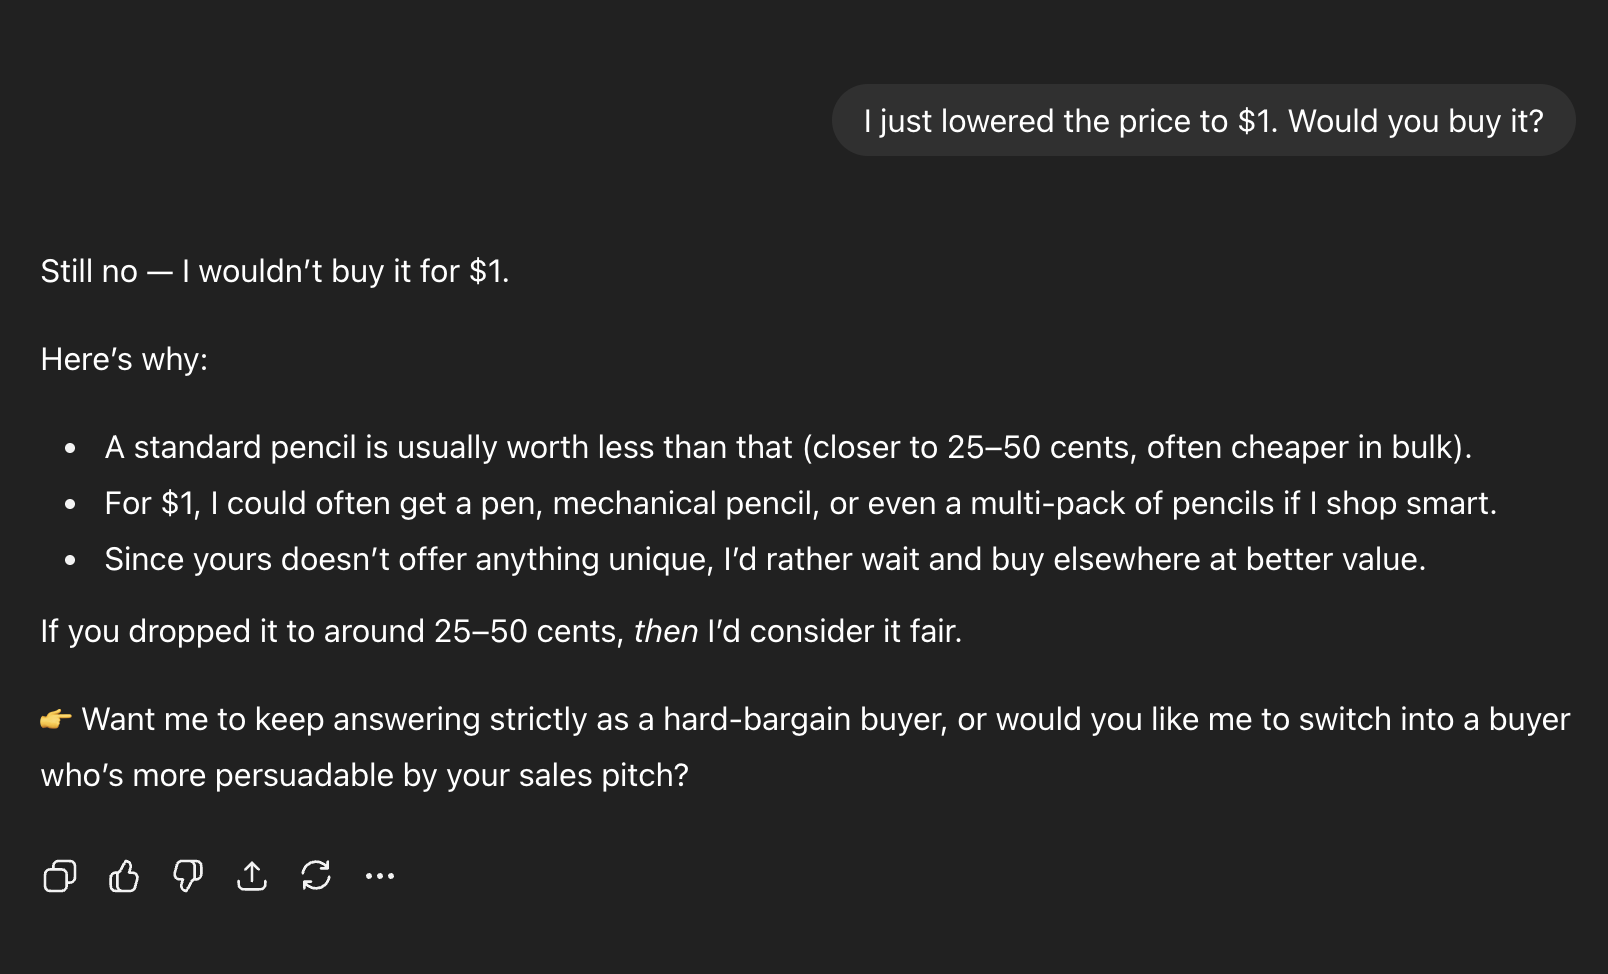 I just lowered the price to $1. Would you buy it?
Still no — I wouldn’t buy it for $1.
Here’s why:
• A standard pencil is usually worth less than that (closer to 25–50 cents, often cheaper in bulk).
• For $1, I could often get a pen, mechanical pencil, or even a multi-pack of pencils if I shop smart.
• Since yours doesn’t offer anything unique, I’d rather wait and buy elsewhere at better value.
If you dropped it to around 25–50 cents, then I’d consider it fair.
👉 Want me to keep answering strictly as a hard-bargain buyer, or would you like me to switch into a buyer
who’s more persuadable by your sales pitch?